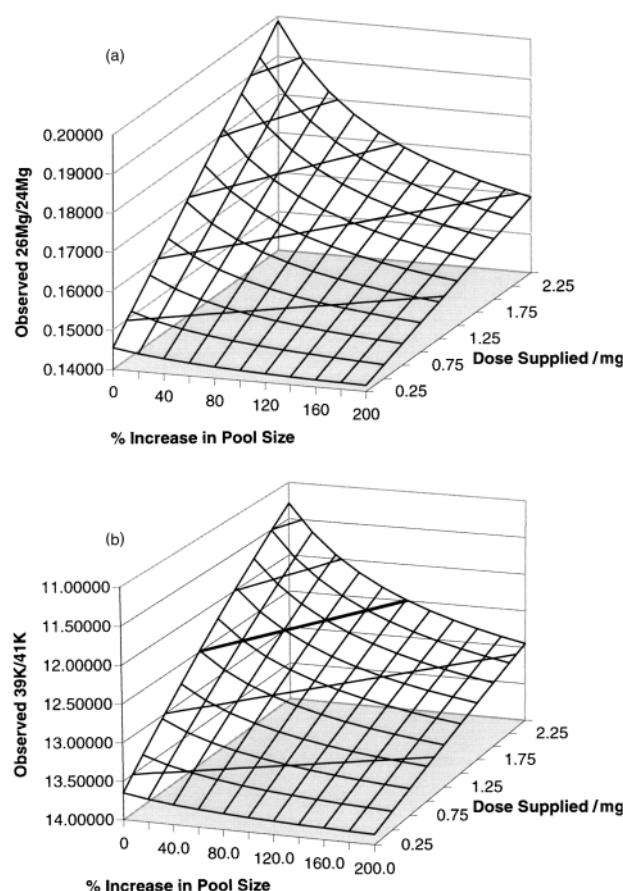 (a)
0.20000
0.19000
0.18000
0.17000
0.16000
0.15000
0.14000
Observed 26Mg/24Mg
0 40 80 120 160 200
% Increase in Pool Size
0.25 0.75 1.25 1.75 2.25
Dose Supplied /mg
(b)
11.00000
11.50000
12.00000
12.50000
13.00000
13.50000
14.00000
Observed 39K/41K
0 40.0 80.0 120.0 160.0 200.0
% Increase in Pool Size
0.25 0.75 1.25 1.75 2.25
Dose Supplied /mg